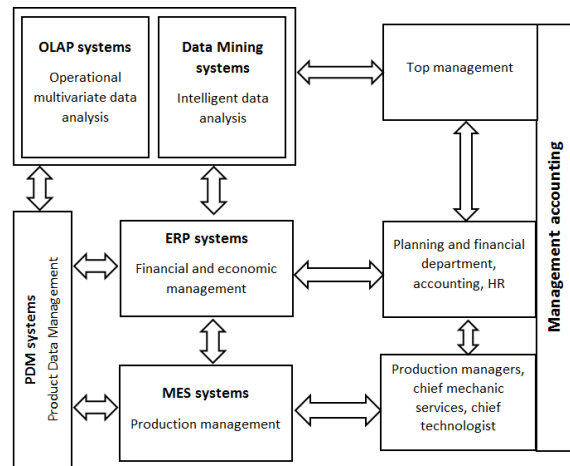 OLAP systems
Operational
multivariate data
analysis
Data Mining
systems
Intelligent data
analysis
Top management
Management accounting
PDM systems
Product Data Management
ERP systems
Financial and economic
management
Planning and financial
department,
accounting, HR
MES systems
Production management
Production managers,
chief mechanic
services, chief
technologist